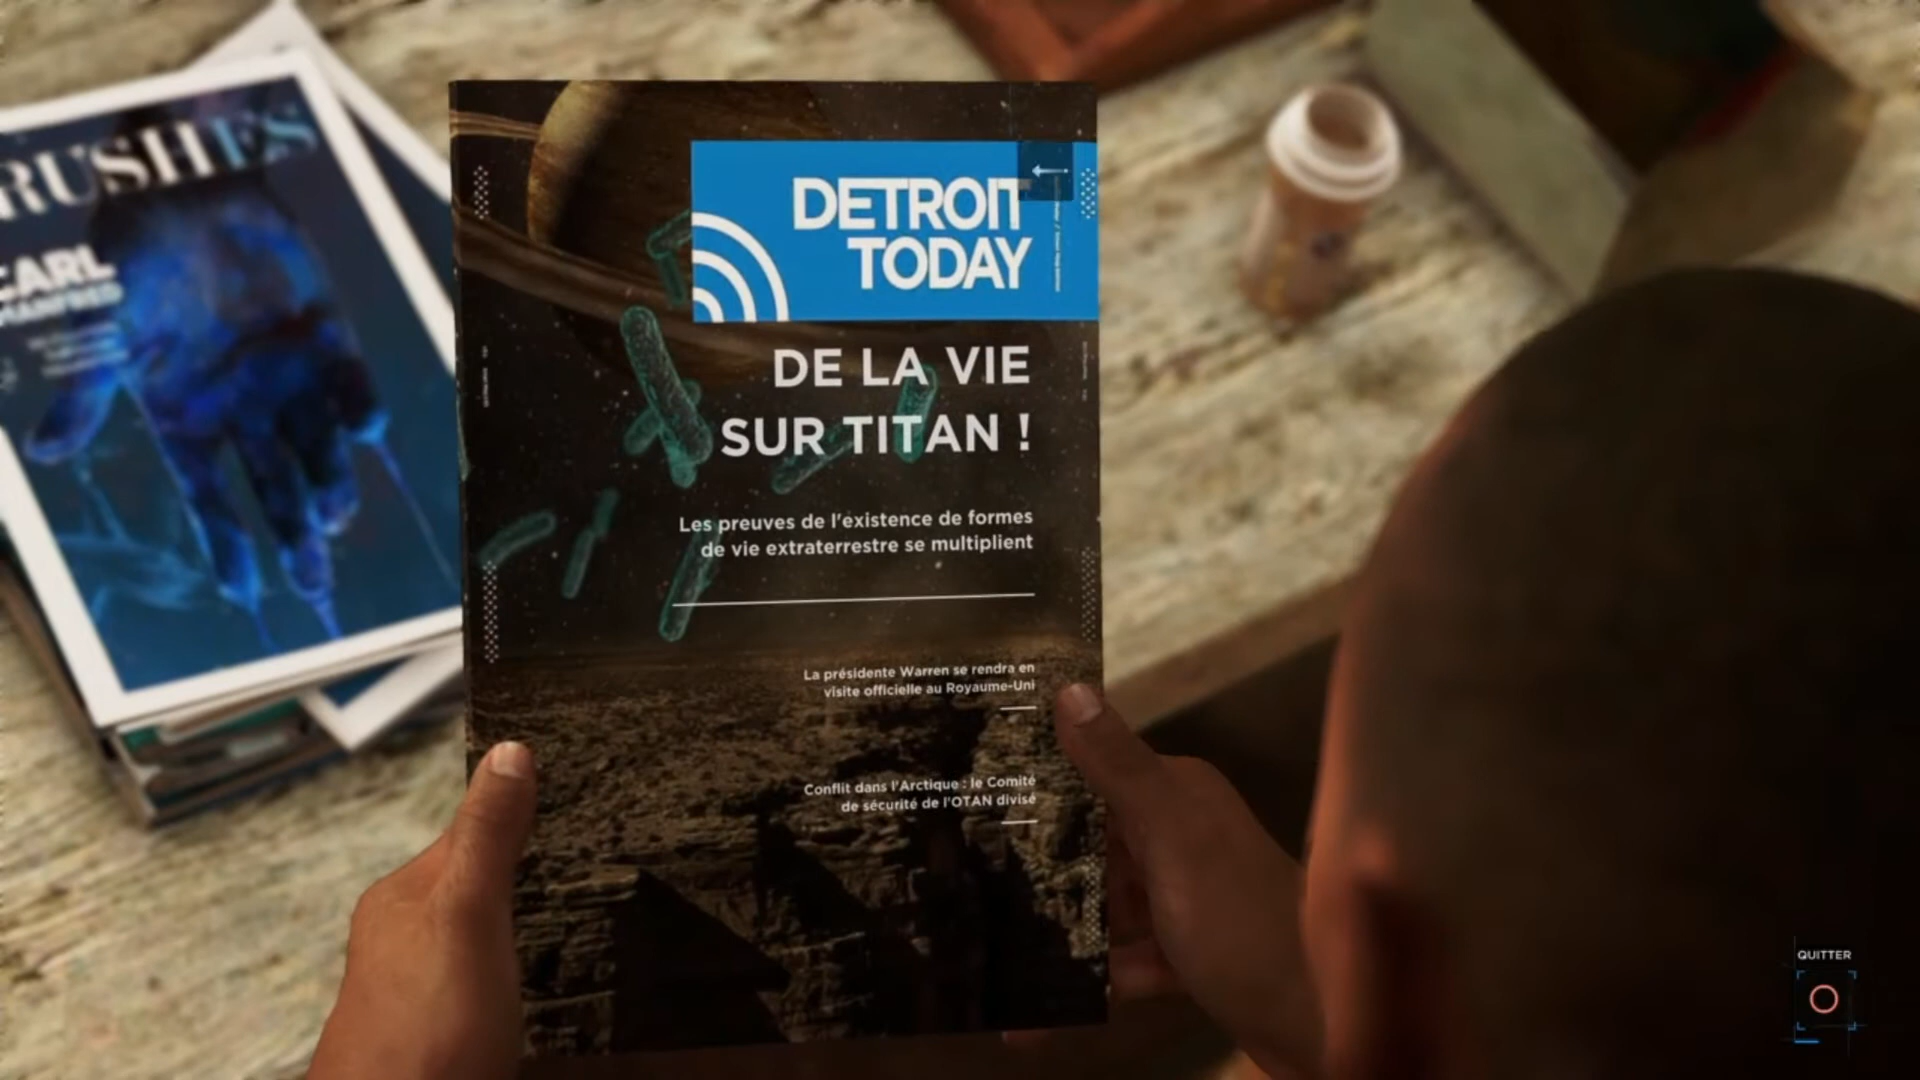 RUSHES
CARL
MANFRED
DETROIT
TODAY
DE LA VIE
SUR TITAN !
Les preuves de l'existence de formes
de vie extraterrestre se multiplient
La présidente Warren se rendra en
visite officielle au Royaume-Uni
Conflit dans l'Arctique : le Comité
de sécurité de l'OTAN divisé
QUITTER